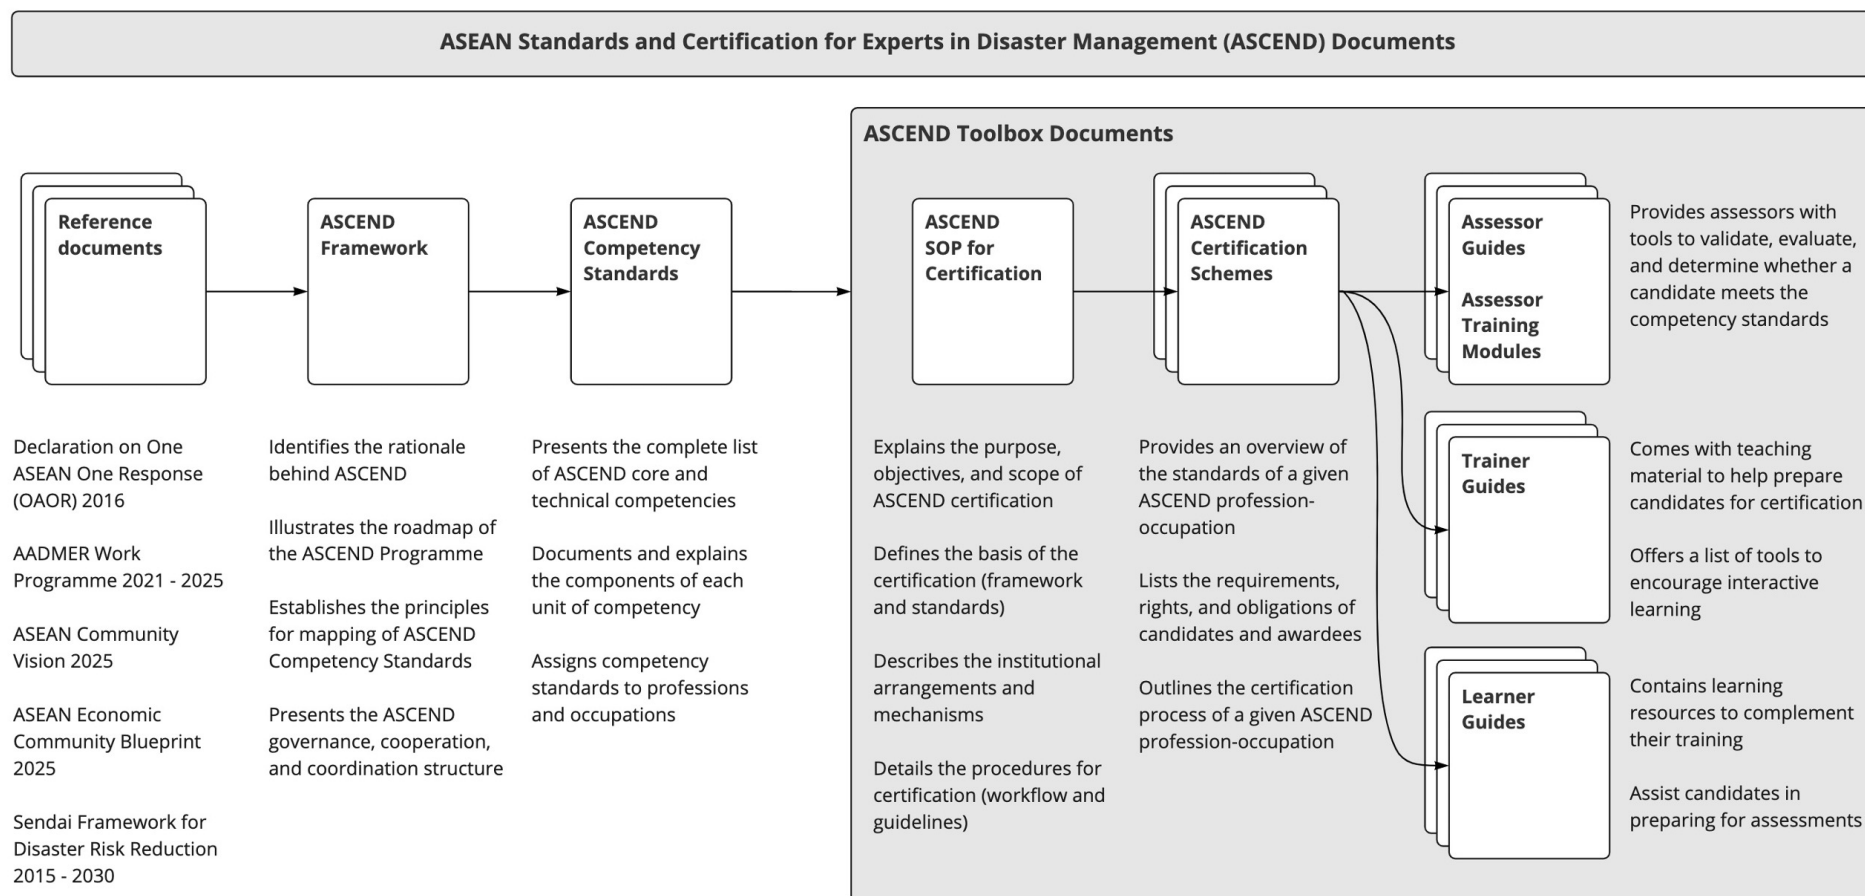 ASEAN Standards and Certification for Experts in Disaster Management (ASCEND) Documents
ASCEND Toolbox Documents
Reference
documents
ASCEND
Framework
ASCEND
Competency
Standards
ASCEND
SOP for
Certification
ASCEND
Certification
Schemes
Assessor
Guides
Assessor
Training
Modules
Provides assessors with
tools to validate, evaluate,
and determine whether a
candidate meets the
competency standards
Declaration on One
ASEAN One Response
(OAOR) 2016
AADMER Work
Programme 2021 - 2025
ASEAN Community
Vision 2025
ASEAN Economic
Community Blueprint
2025
Sendai Framework for
Disaster Risk Reduction
2015 - 2030
Identifies the rationale
behind ASCEND
Illustrates the roadmap of
the ASCEND Programme
Establishes the principles
for mapping of ASCEND
Competency Standards
Presents the ASCEND
governance, cooperation,
and coordination structure
Presents the complete list
of ASCEND core and
technical competencies
Documents and explains
the components of each
unit of competency
Assigns competency
standards to professions
and occupations
Explains the purpose,
objectives, and scope of
ASCEND certification
Defines the basis of the
certification (framework
and standards)
Describes the institutional
arrangements and
mechanisms
Details the procedures for
certification (workflow and
guidelines)
Provides an overview of
the standards of a given
ASCEND profession-
occupation
Lists the requirements,
rights, and obligations of
candidates and awardees
Outlines the certification
process of a given ASCEND
profession-occupation
Trainer
Guides
Comes with teaching
material to help prepare
candidates for certification
Offers a list of tools to
encourage interactive
learning
Learner
Guides
Contains learning
resources to complement
their training
Assist candidates in
preparing for assessments